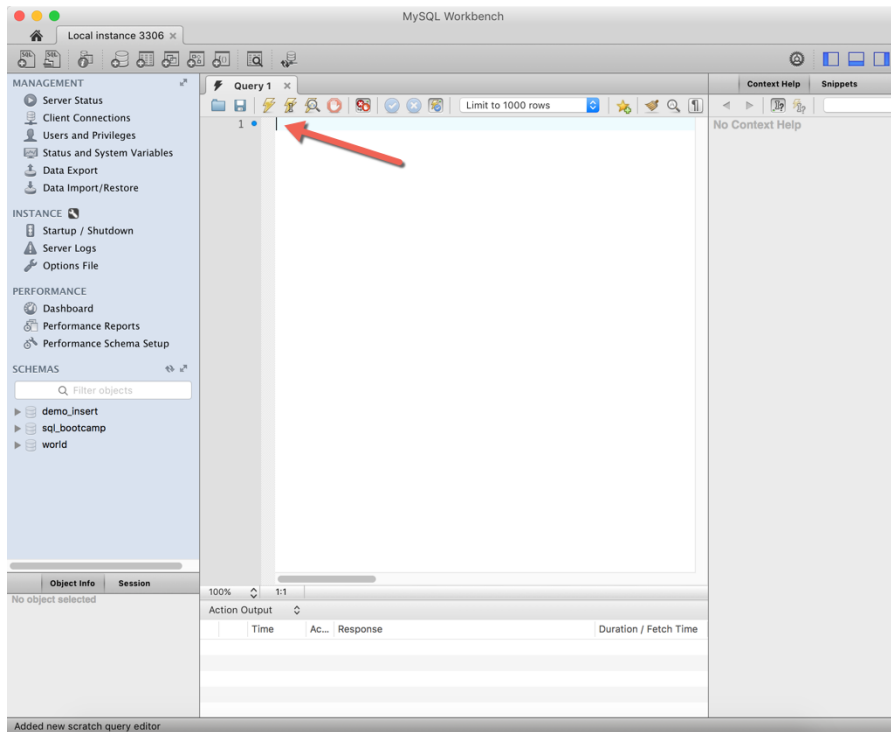 MySQL Workbench
Local instance 3306
Query 1
Context Help
Snippets
MANAGEMENT
Server Status
Client Connections
Users and Privileges
Status and System Variables
Data Export
Data Import/Restore
INSTANCE
Startup / Shutdown
Server Logs
Options File
PERFORMANCE
Dashboard
Performance Reports
Performance Schema Setup
SCHEMAS
Filter objects
demo_insert
sql_bootcamp
world
Object Info
Session
No object selected
Limit to 1000 rows
1
100%
1:1
Action Output
Time
Ac...
Response
Duration / Fetch Time
No Context Help
Added new scratch query editor